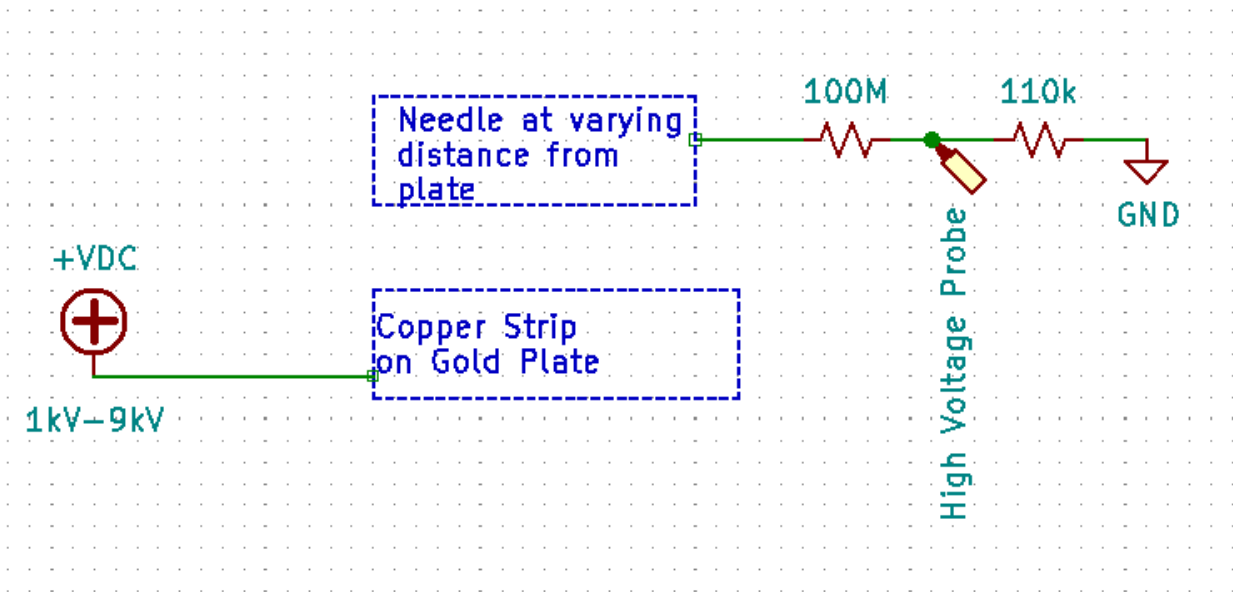 100M
110k
Needle at varying
distance from
plate
GND
+VDC
High Voltage Probe
Copper Strip
on Gold Plate
1kV-9kV